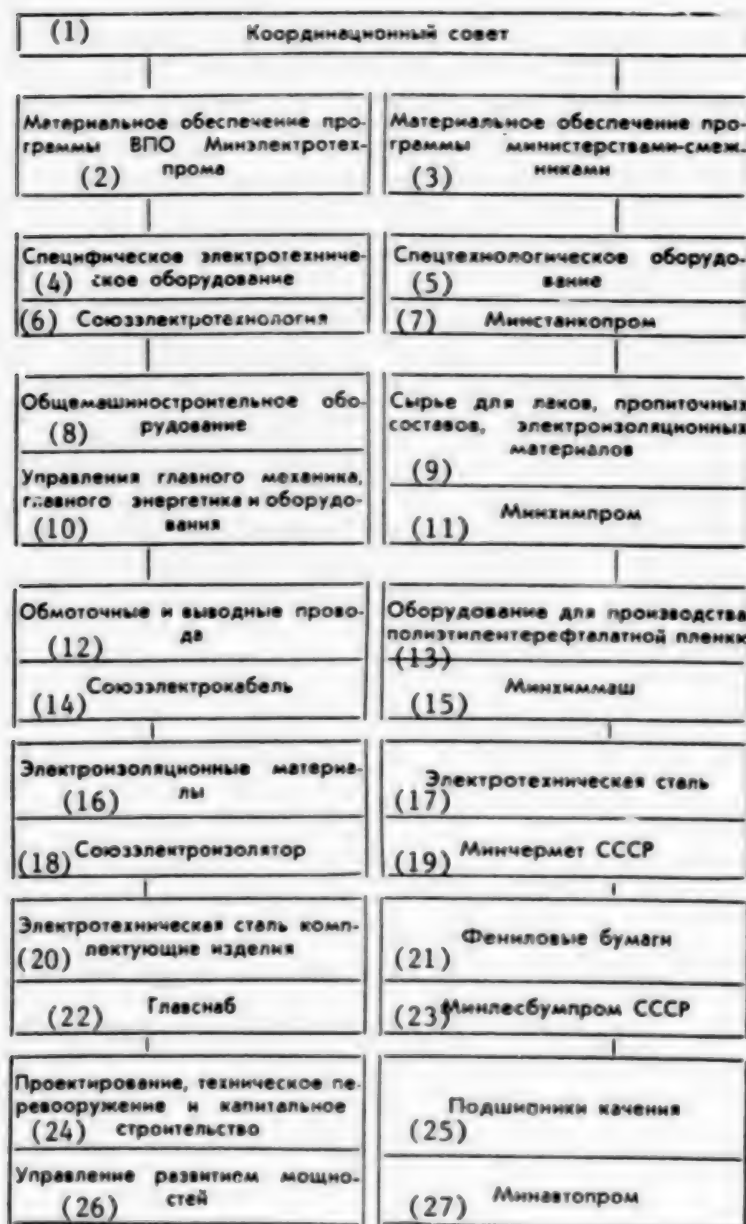 (1) Координационный совет
Материальное обеспечение про-
граммы ВПО Минэлектротех-
(2) прома
Материальное обеспечение про-
граммы министерствами-смеж-
(3) никами
Специфическое электротехниче-
(4) ское оборудование
(6) Союзэлектротехнология
Спецтехнологическое оборудо-
(5) вание
(7) Минстанкопром
Общемашиностроительное обо-
(8) рудование
Управления главного механика,
главного энергетика и оборудо-
(10) вания
Сырье для лаков, пропиточных
составов, электроизоляционных
материалов
(9)
(11) Минхимпром
Обмоточные и выводные прово-
(12) да
(14) Союзэлектрокабель
Оборудование для производства
полиэтилентерефталатной пленки
(13)
(15) Минхиммаш
Электроизоляционные материа-
(16) лы
(18) Союзэлектроизолятор
Электротехническая сталь
(17)
(19) Минчермет СССР
Электротехническая сталь комп-
(20) лектующие изделия
(22) Главснаб
Фениловые бумаги
(21)
(23) Минлесбумпром СССР
Проектирование, техническое пе-
ревооружение и капитальное
(24) строительство
Управление развитием мощно-
(26) стей
Подшипники качения
(25)
(27) Минавтопром